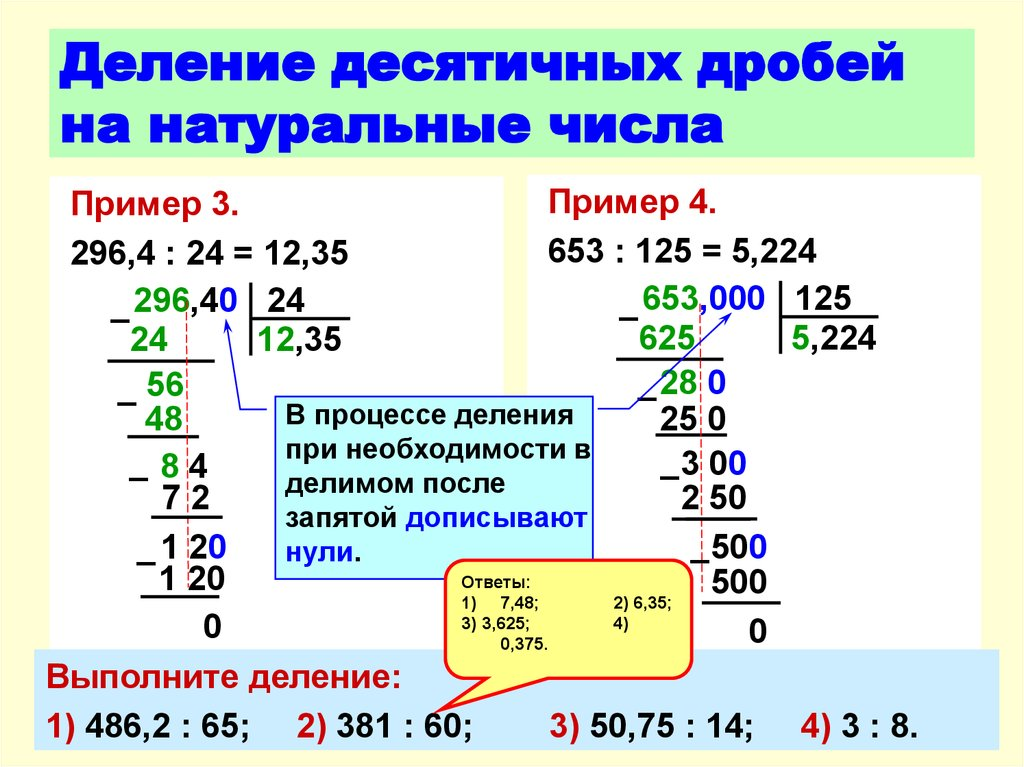 Деление десятичных дробей
на натуральные числа
Пример 3.
296,4 : 24 = 12,35
_ 296,40 24
24 12,35
_ 56
48
_ 8 4
7 2
_ 1 20
1 20
0
Пример 4.
653 : 125 = 5,224
_ 653,000 125
625 5,224
_ 28 0
25 0
_ 3 00
2 50
_ 500
500
0
В процессе деления
при необходимости в
делимом после
запятой дописывают
нули.
Ответы:
1) 7,48; 2) 6,35;
3) 3,625; 4)
0,375.
Выполните деление:
1) 486,2 : 65; 2) 381 : 60; 3) 50,75 : 14; 4) 3 : 8.